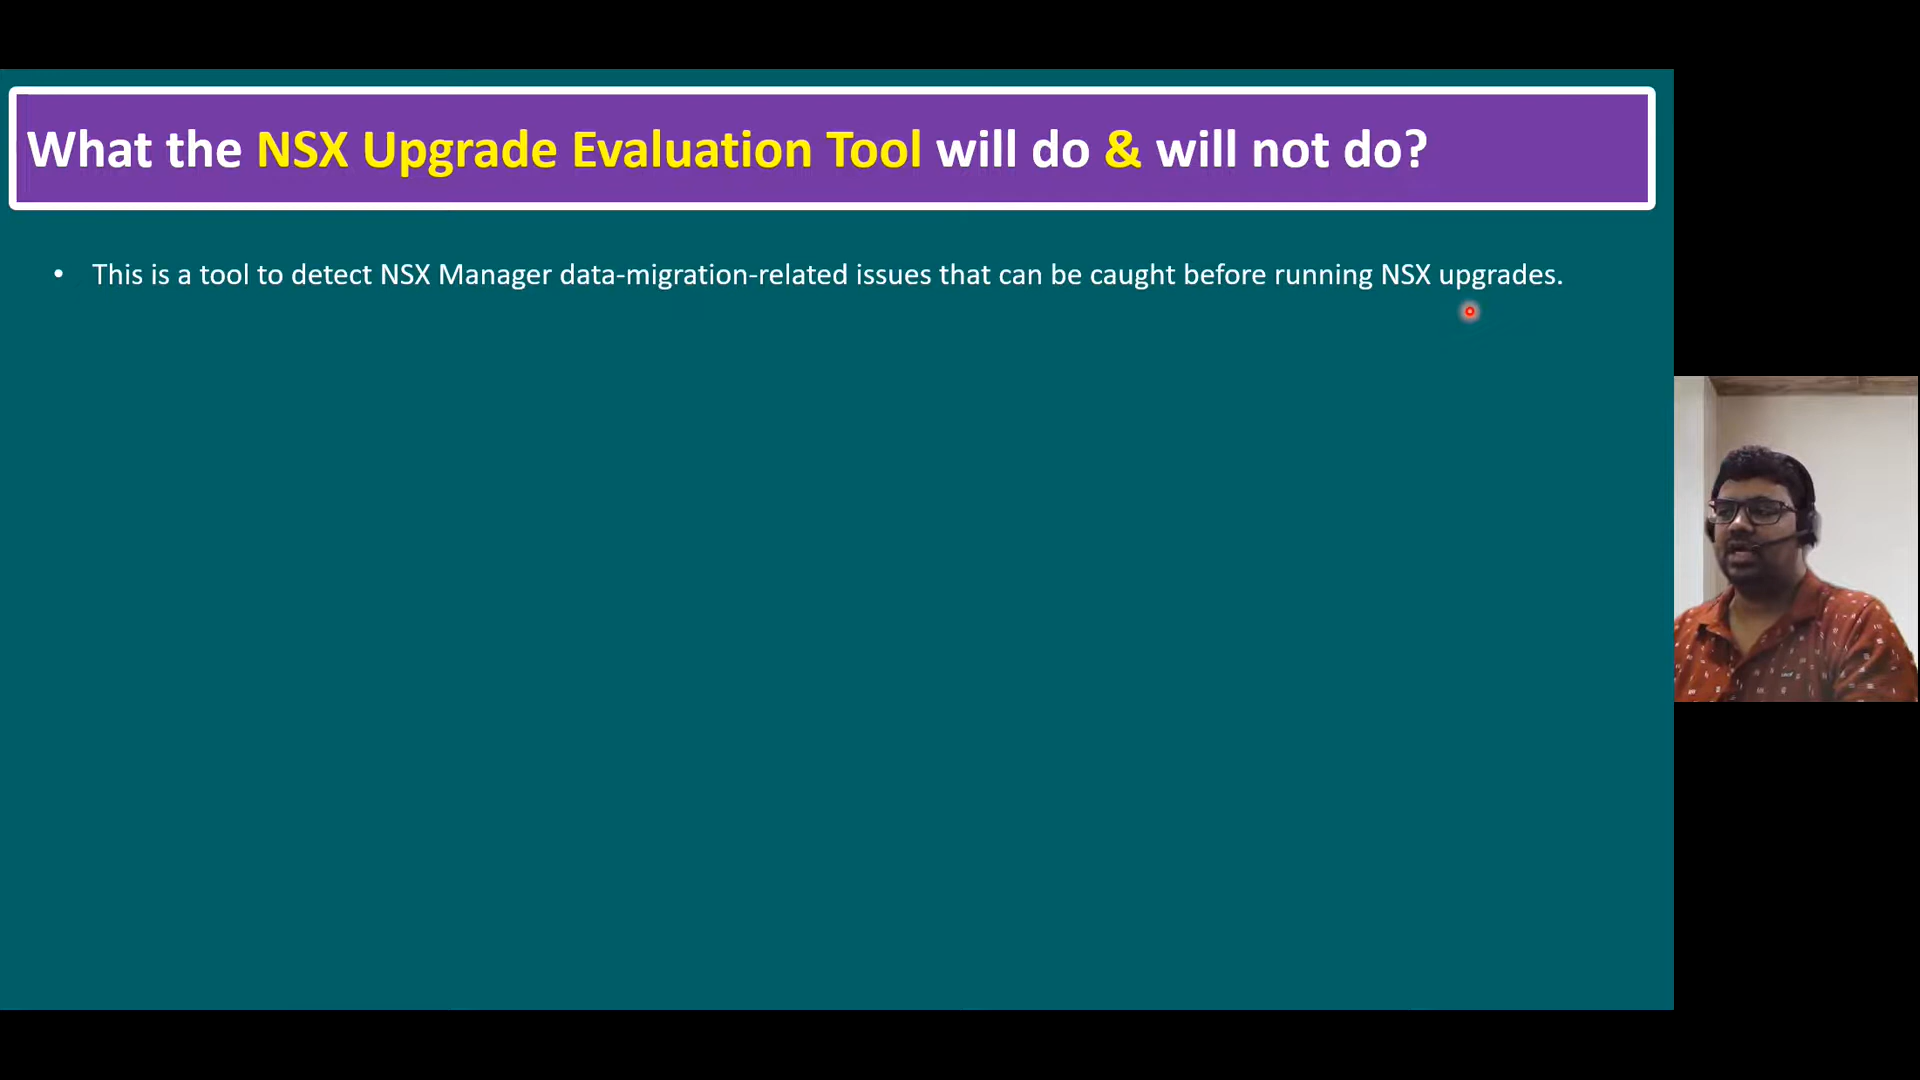 What the NSX Upgrade Evaluation Tool will do & will not do?
• This is a tool to detect NSX Manager data-migration-related issues that can be caught before running NSX upgrades.